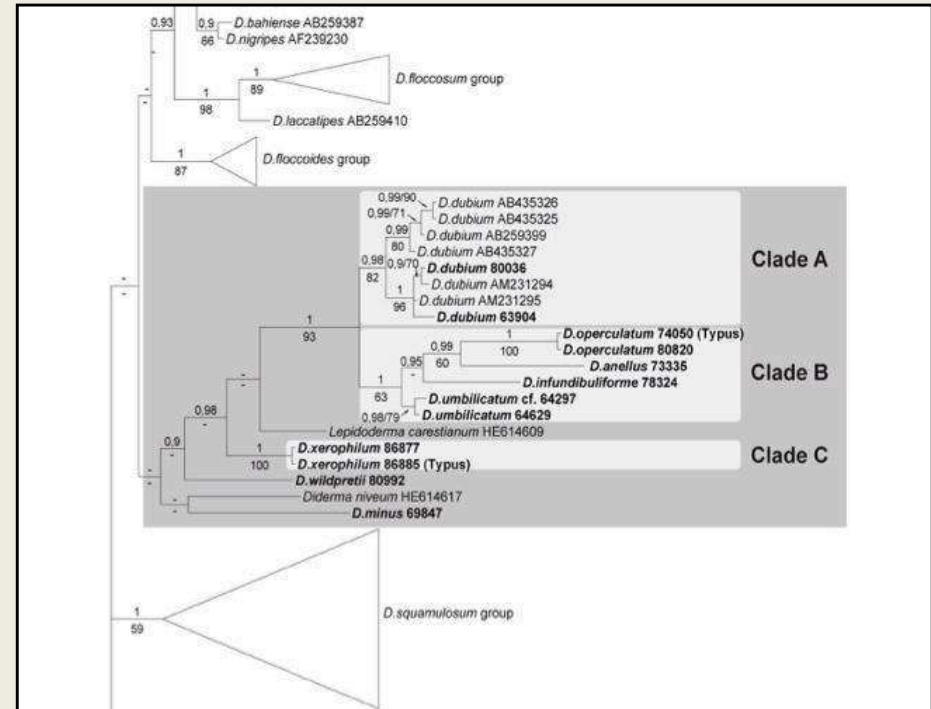 0,93
0,9
D.bahiense AB259387
66
D.nigripes AF239230
-
1
89
D.floccosum group
-
-
1
98
D.laccatipes AB259410
1
87
D.floccoides group
0,99/90
D.dubium AB435326
0,99/71
D.dubium AB435325
0,99
D.dubium AB259399
80
D.dubium AB435327
Clade A
0,98
82
0,9/70
D.dubium 80036
-
-
1
D.dubium AM231294
96
D.dubium AM231295
D.dubium 63904
1
93
1
100
D.operculatum 74050 (Typus)
0,99
60
D.operculatum 80820
0,95
-
D.anellus 73335
Clade B
-
-
1
63
D.infundibuliforme 78324
D.umbilicatum cf. 64297
0,98/79
D.umbilicatum 64629
0,98
-
Lepidoderma carestianum HE614609
0,9
-
1
100
D.xerophilum 86877
D.xerophilum 86885 (Typus)
Clade C
-
-
D.wildpretii 80992
-
-
Diderma niveum HE614617
D.minus 69847
1
59
D.squamulosum group